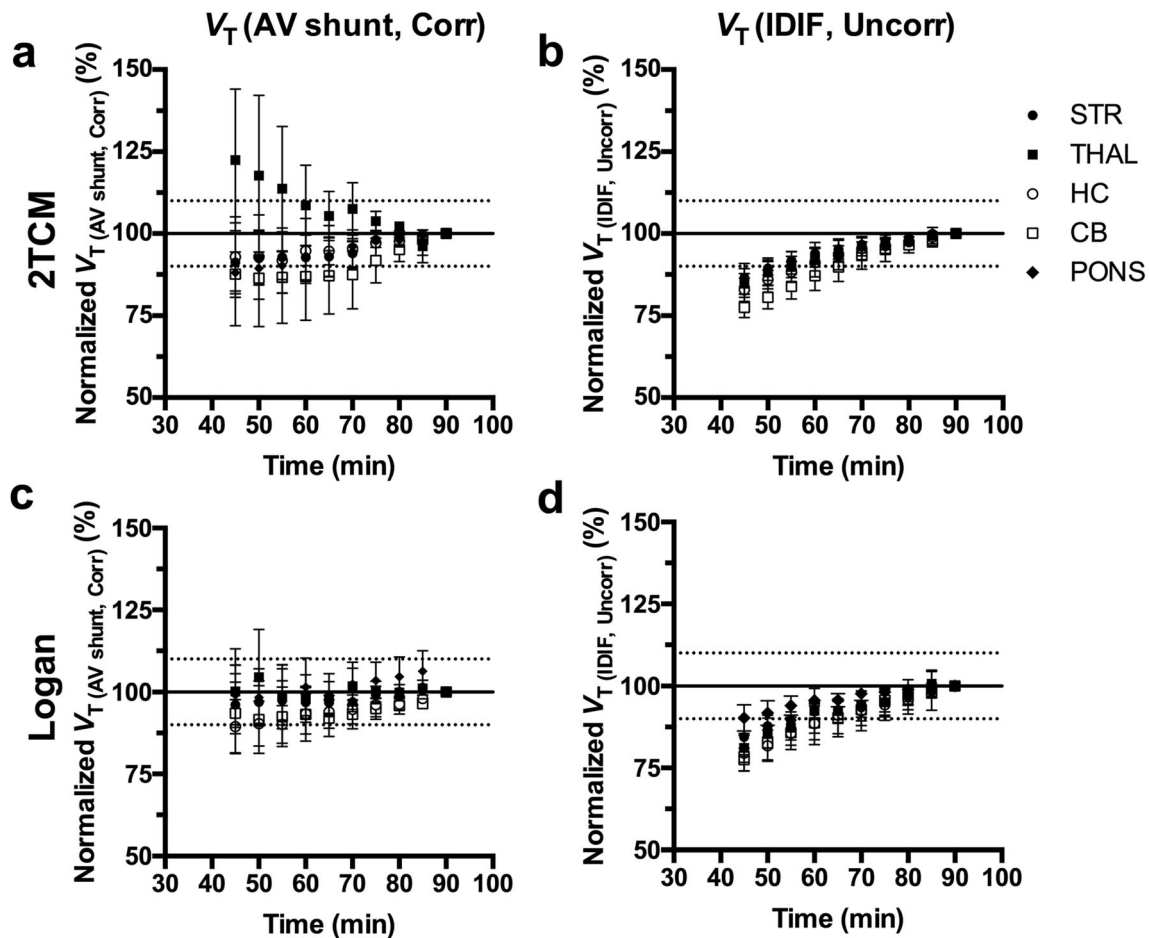 V_T (AV shunt, Corr)
V_T (IDIF, Uncorr)
a
2TCM
Normalized V_T (AV shunt, Corr) (%)
150
125
100
75
50
30 40 50 60 70 80 90 100
Time (min)
b
Normalized V_T (IDIF, Uncorr) (%)
150
125
100
75
50
30 40 50 60 70 80 90 100
Time (min)
STR
THAL
HC
CB
PONS
c
Logan
Normalized V_T (AV shunt, Corr) (%)
150
125
100
75
50
30 40 50 60 70 80 90 100
Time (min)
d
Normalized V_T (IDIF, Uncorr) (%)
150
125
100
75
50
30 40 50 60 70 80 90 100
Time (min)